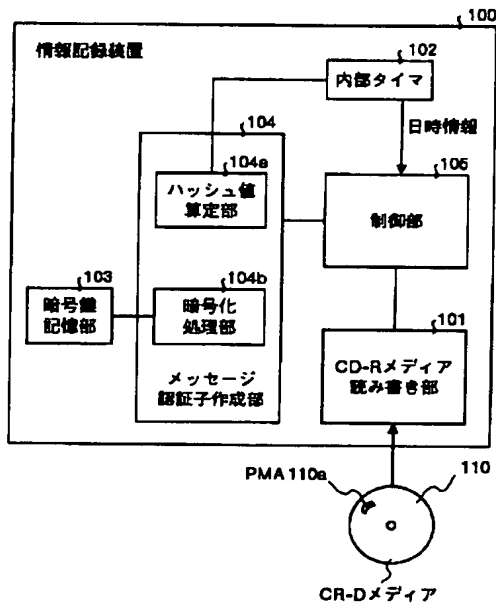 100
情報記録装置
102
内部タイマ
日時情報
104
104a
ハッシュ値
算定部
105
制御部
103
暗号鍵
記憶部
104b
暗号化
処理部
メッセージ
認証子作成部
101
CD-Rメディア
読み書き部
PMA110a
110
CR-Dメディア